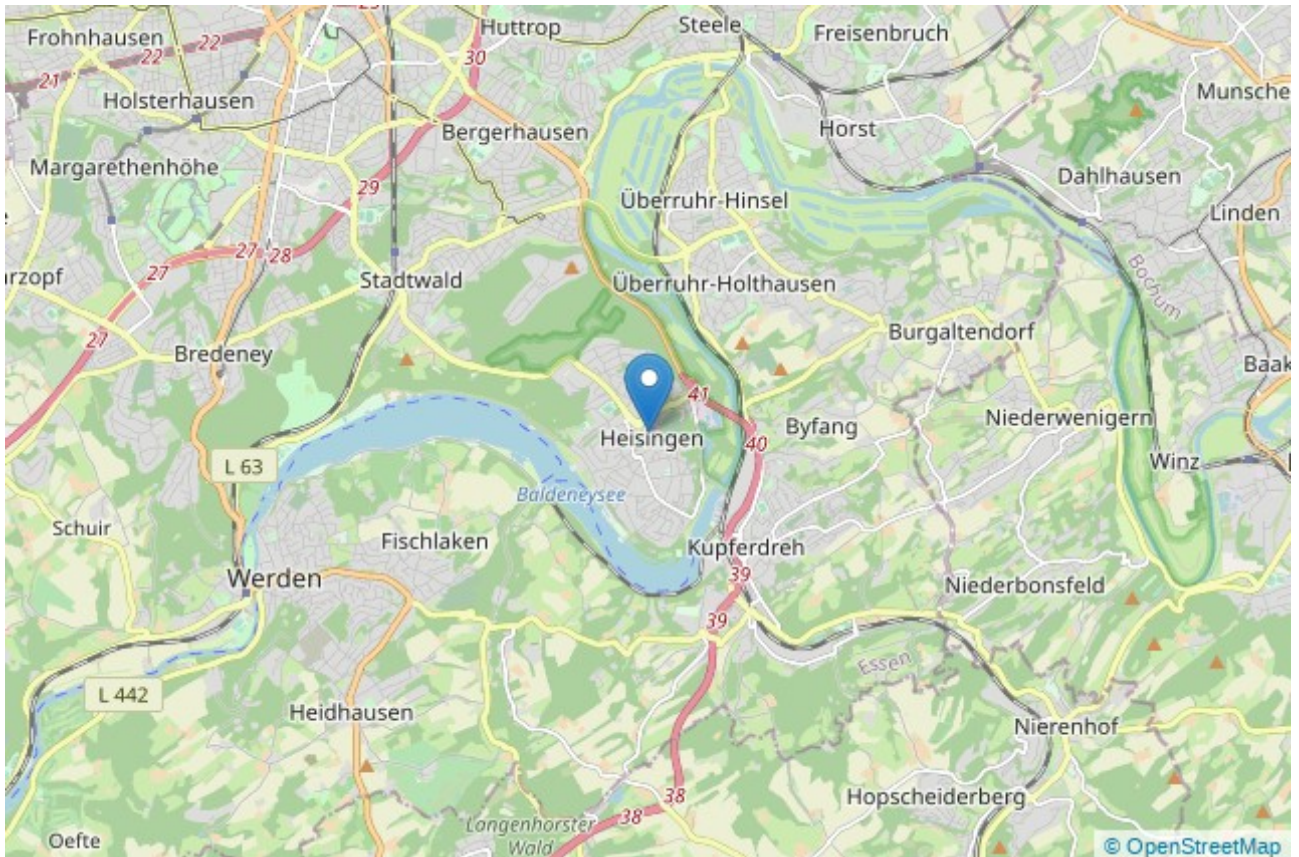 Frohnhausen
22
22
21
Huttrop
30
Steele
Freisenbruch
Holsterhausen
Bergerhausen
Horst
Munsche
Margarethenhöhe
29
Dahlhausen
Überruhr-Hinsel
Linden
27
28
27
rzopf
Stadtwald
Überruhr-Holthausen
Bochum
27
Bredeney
Burgaltendorf
Baak
41
Niederwenigern
Heisingen
Byfang
40
L 63
Winz
Baldeneysee
Schuir
Fischlaken
Kupferdreh
Werden
39
Niederbonsfeld
39
Essen
L 442
Heidhausen
Nierenhof
38
Hopscheiderberg
38
Langenhorster
Wald
Oefte
© OpenStreetMap